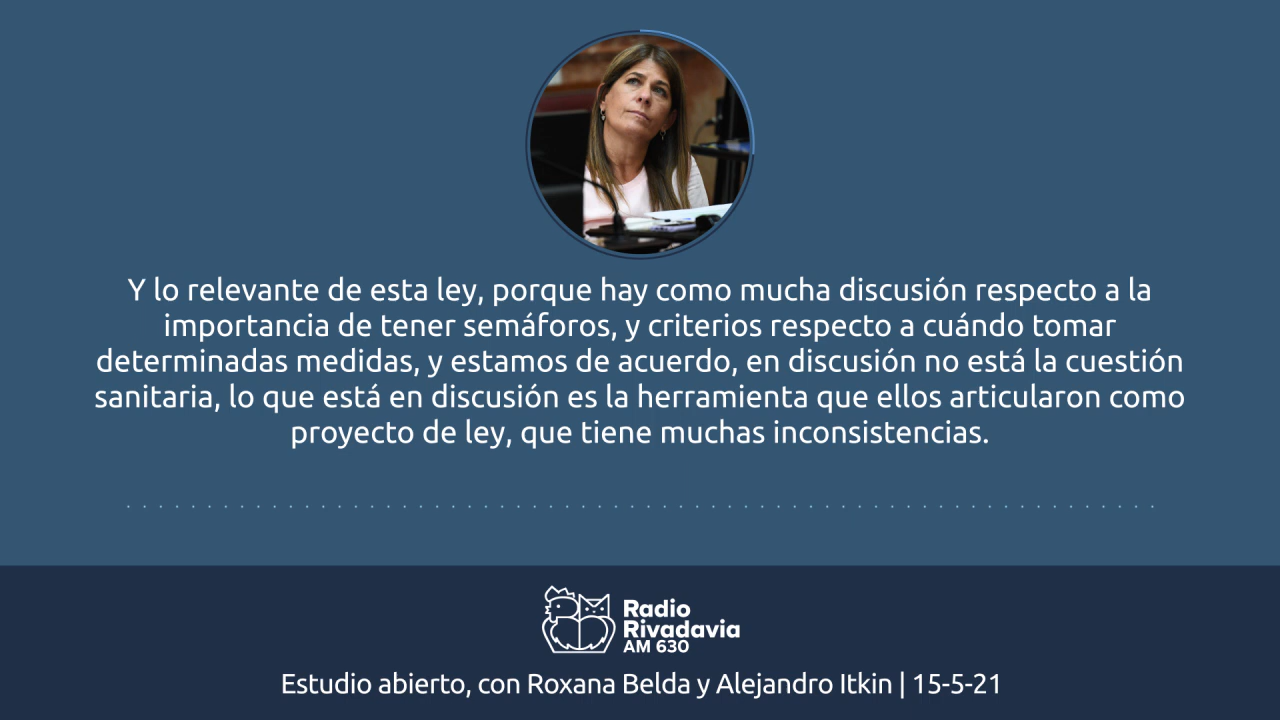 Y lo relevante de esta ley, porque hay como mucha discusión respecto a la
importancia de tener semáforos, y criterios respecto a cuándo tomar
determinadas medidas, y estamos de acuerdo, en discusión no está la cuestión
sanitaria, lo que está en discusión es la herramienta que ellos articularon como
proyecto de ley, que tiene muchas inconsistencias.
Radio
Rivadavia
AM 630
Estudio abierto, con Roxana Belda y Alejandro Itkin | 15-5-21